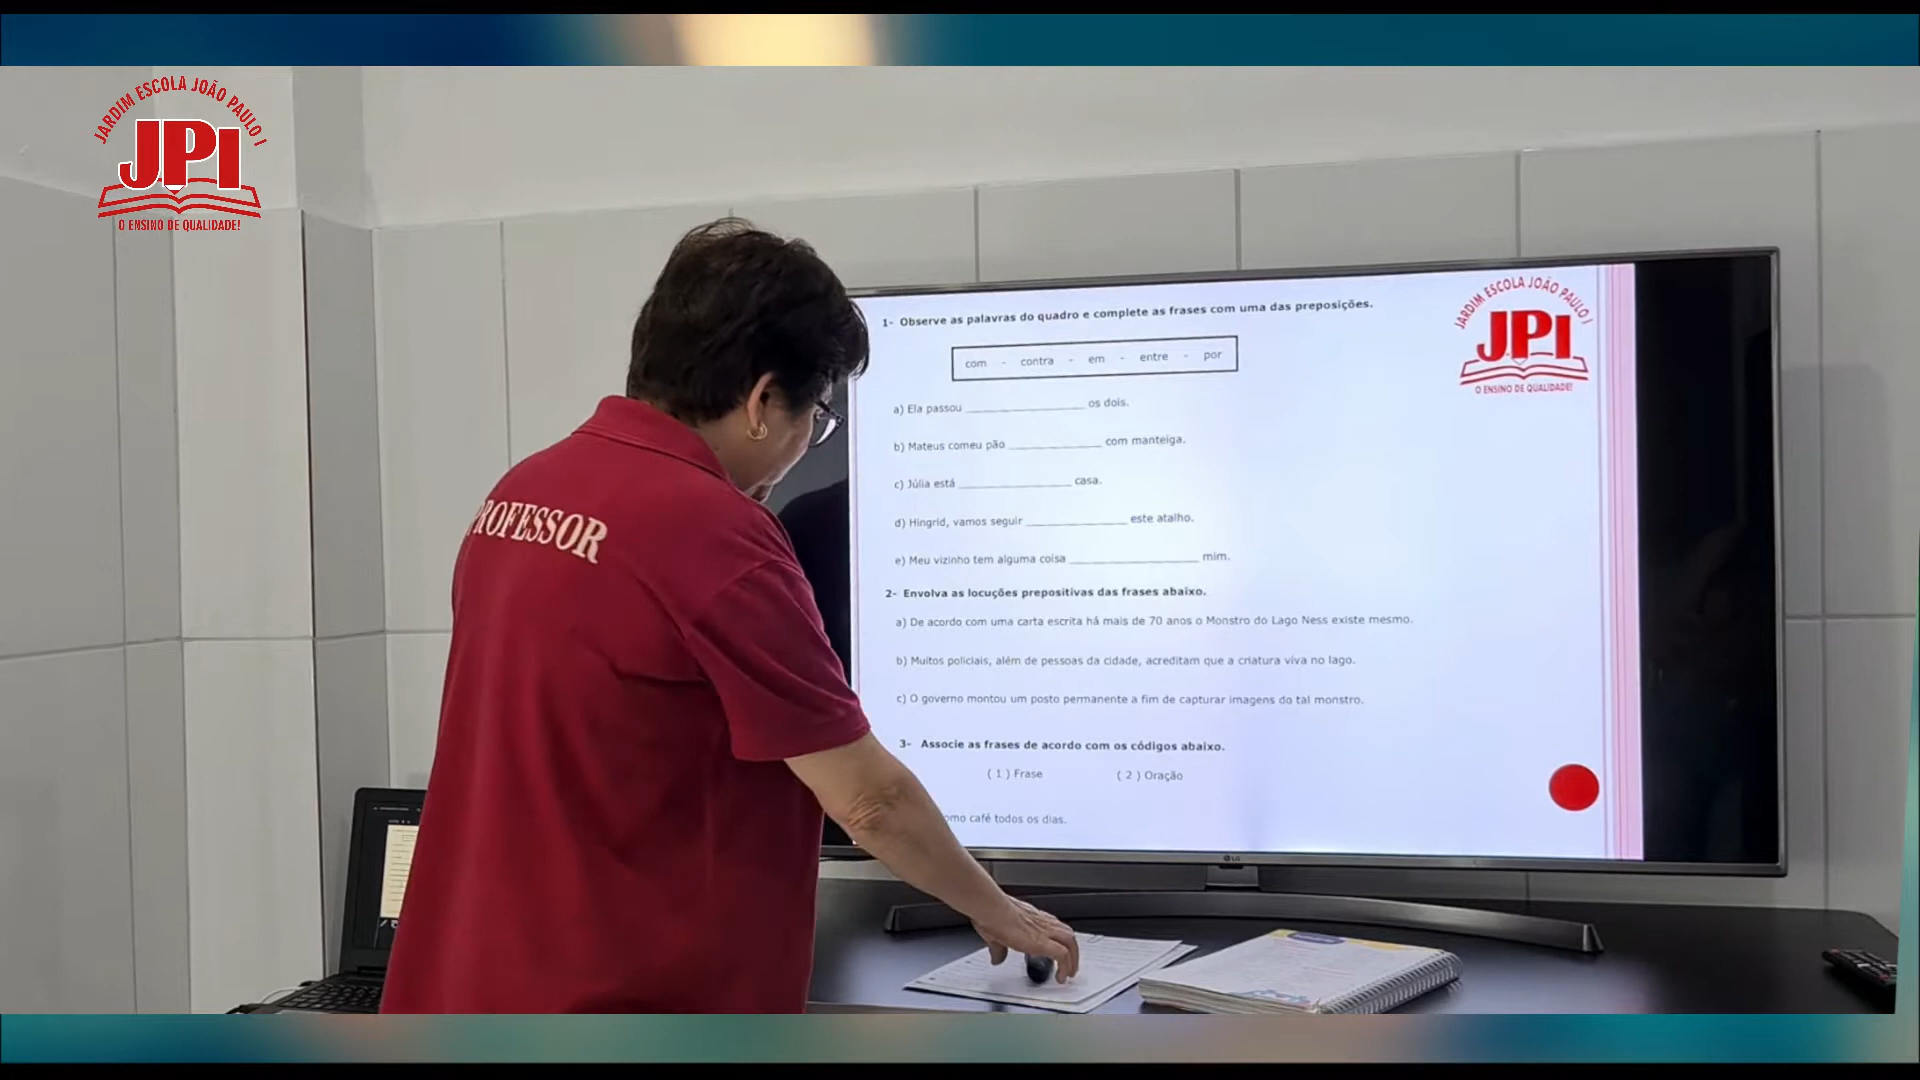 JARDIM ESCOLA JOÃO PAULO I
JPI
O ENSINO DE QUALIDADE!
PROFESSOR
1- Observe as palavras do quadro e complete as frases com uma das preposições.
com - contra - em - entre - por
a) Ela passou ____________ os dois.
b) Mateus comeu pão ____________ com manteiga.
c) Júlia está ____________ casa.
d) Hingrid, vamos seguir ____________ este atalho.
e) Meu vizinho tem alguma coisa ____________ mim.
2- Envolva as locuções prepositivas das frases abaixo.
a) De acordo com uma carta escrita há mais de 70 anos o Monstro do Lago Ness existe mesmo.
b) Muitos policiais, além de pessoas da cidade, acreditam que a criatura viva no lago.
c) O governo montou um posto permanente a fim de capturar imagens do tal monstro.
3- Associe as frases de acordo com os códigos abaixo.
( 1 ) Frase ( 2 ) Oração
omo café todos os dias.
JARDIM ESCOLA JOÃO PAULO I
JPI
O ENSINO DE QUALIDADE!
LG